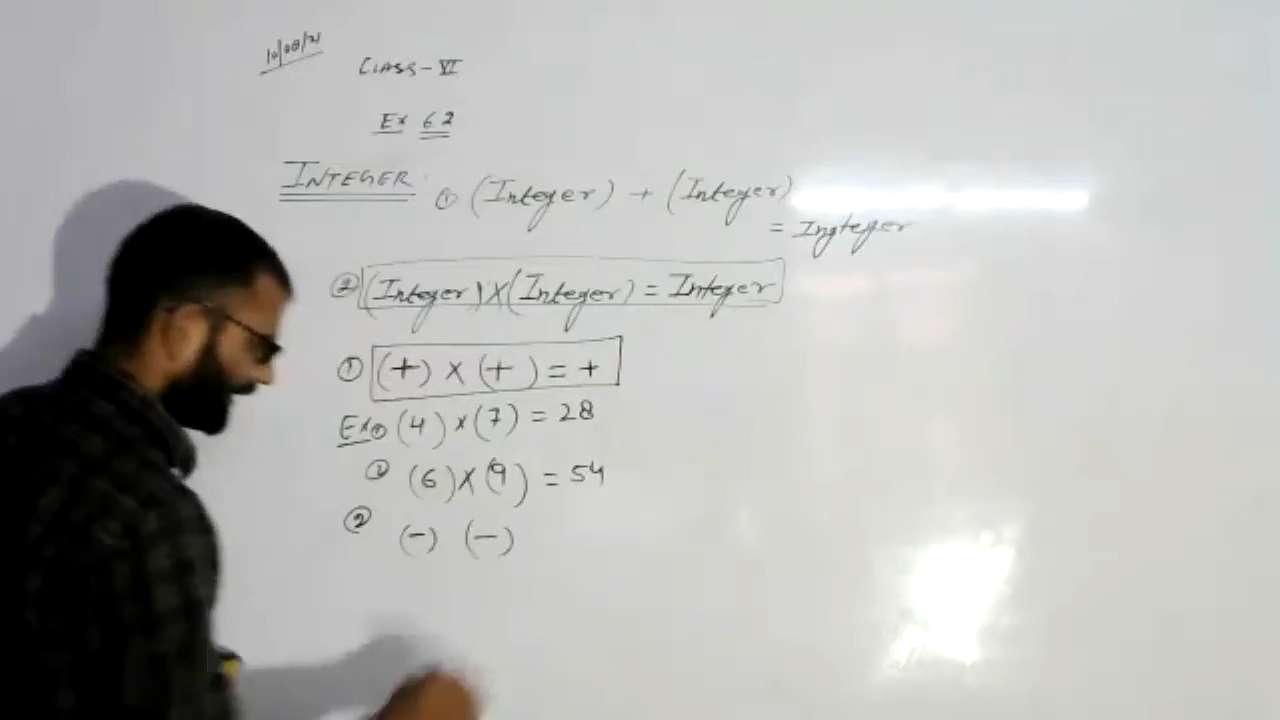 10/08/21
CLASS-VI
Ex 6.2
INTEGER
① (Integer) + (Integer)
= Ingteger
② (Integer) X (Integer) = Integer
① (+) X (+) = +
Ex ① (4) × (7) = 28
② (6) X (9) = 54
② (-) (-)